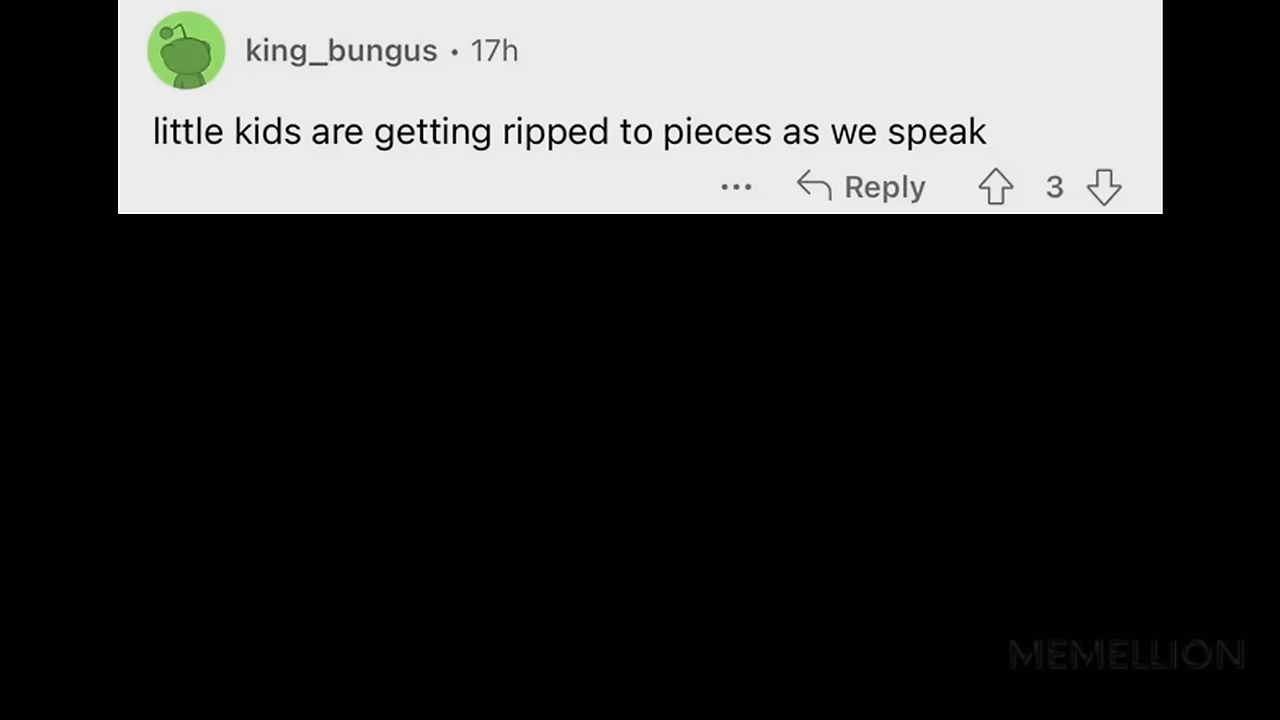 king_bungus • 17h
little kids are getting ripped to pieces as we speak
... Reply 3
MEMELLION